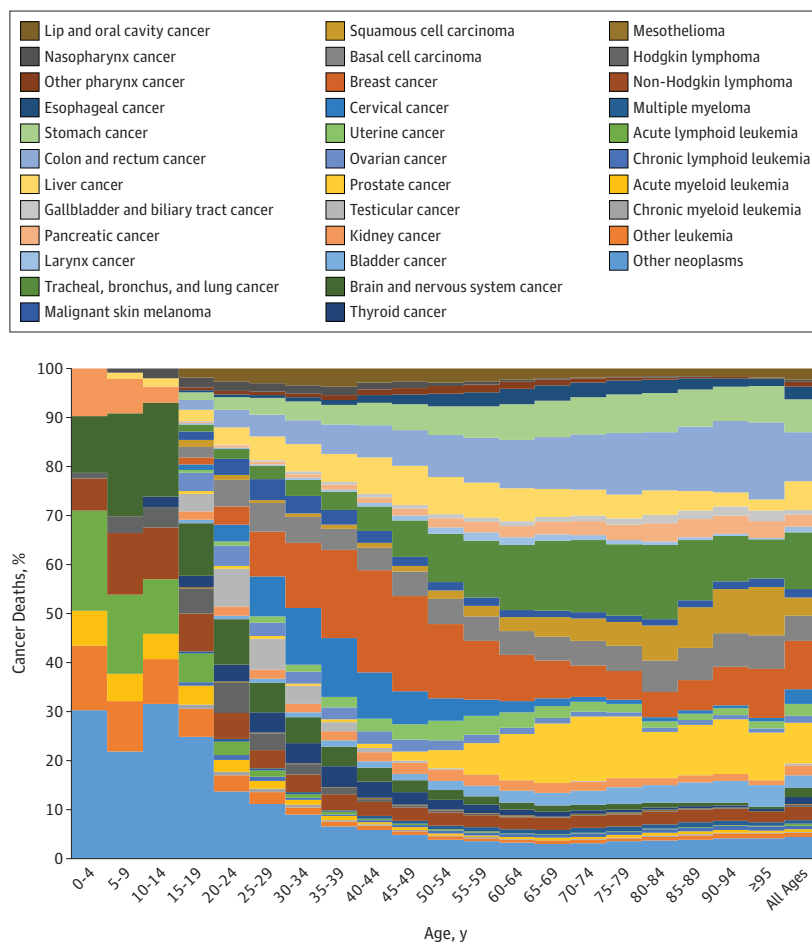 Lip and oral cavity cancer
Nasopharynx cancer
Other pharynx cancer
Esophageal cancer
Stomach cancer
Colon and rectum cancer
Liver cancer
Gallbladder and biliary tract cancer
Pancreatic cancer
Larynx cancer
Tracheal, bronchus, and lung cancer
Malignant skin melanoma
Squamous cell carcinoma
Basal cell carcinoma
Breast cancer
Cervical cancer
Uterine cancer
Ovarian cancer
Prostate cancer
Testicular cancer
Kidney cancer
Bladder cancer
Brain and nervous system cancer
Thyroid cancer
Mesothelioma
Hodgkin lymphoma
Non-Hodgkin lymphoma
Multiple myeloma
Acute lymphoid leukemia
Chronic lymphoid leukemia
Acute myeloid leukemia
Chronic myeloid leukemia
Other leukemia
Other neoplasms
Cancer Deaths, %
100
90
80
70
60
50
40
30
20
10
0
0-4
5-9
10-14
15-19
20-24
25-29
30-34
35-39
40-44
45-49
50-54
55-59
60-64
65-69
70-74
75-79
80-84
85-89
90-94
≥95
All Ages
Age, y